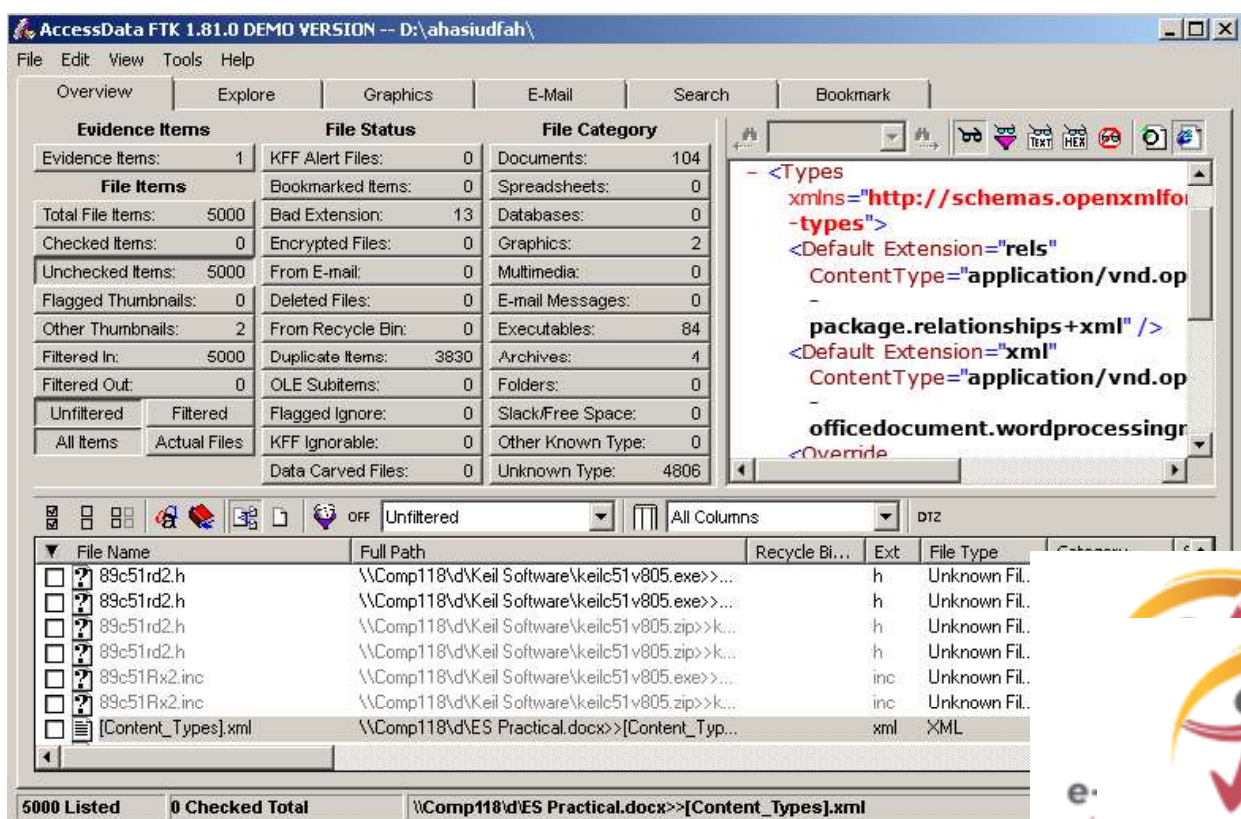 AccessData FTK 1.81.0 DEMO VERSION -- D:\ahasiudfah\
File Edit View Tools Help
Overview Explore Graphics E-Mail Search Bookmark
Evidence Items File Status File Category
Evidence Items: 1 KFF Alert Files: 0 Documents: 104
File Items Bookmarked Items: 0 Spreadsheets: 0
Total File Items: 5000 Bad Extension: 13 Databases: 0
Checked Items: 0 Encrypted Files: 0 Graphics: 2
Unchecked Items: 5000 From E-mail: 0 Multimedia: 0
Flagged Thumbnails: 0 Deleted Files: 0 E-mail Messages: 0
Other Thumbnails: 2 From Recycle Bin: 0 Executables: 84
Filtered In: 5000 Duplicate Items: 3830 Archives: 4
Filtered Out: 0 OLE Subitems: 0 Folders: 0
Unfiltered Filtered Flagged Ignore: 0 Slack/Free Space: 0
All Items Actual Files KFF Ignorable: 0 Other Known Type: 0
Data Carved Files: 0 Unknown Type: 4806
TEXT HEX
- <Types
xmlns="http://schemas.openxmlfor
-types">
<Default Extension="rels"
ContentType="application/vnd.op
-
package.relationships+xml" />
<Default Extension="xml"
ContentType="application/vnd.op
-
officedocument.wordprocessingr
<Override
OFF Unfiltered All Columns DTZ
File Name Full Path Recycle Bi... Ext File Type Category
89c51rd2.h \\Comp118\d\Keil Software\keilc51v805.exe>>... h Unknown Fil..
89c51rd2.h \\Comp118\d\Keil Software\keilc51v805.exe>>... h Unknown Fil..
89c51rd2.h \\Comp118\d\Keil Software\keilc51v805.zip>>k... h Unknown Fil..
89c51rd2.h \\Comp118\d\Keil Software\keilc51v805.zip>>k... h Unknown Fil..
89c51Rx2.inc \\Comp118\d\Keil Software\keilc51v805.exe>>... inc Unknown Fil..
89c51Rx2.inc \\Comp118\d\Keil Software\keilc51v805.zip>>k... inc Unknown Fil..
[Content_Types].xml \\Comp118\d\ES Practical.docx>>[Content_Typ... xml XML
5000 Listed 0 Checked Total \\Comp118\d\ES Practical.docx>>[Content_Types].xml
e-